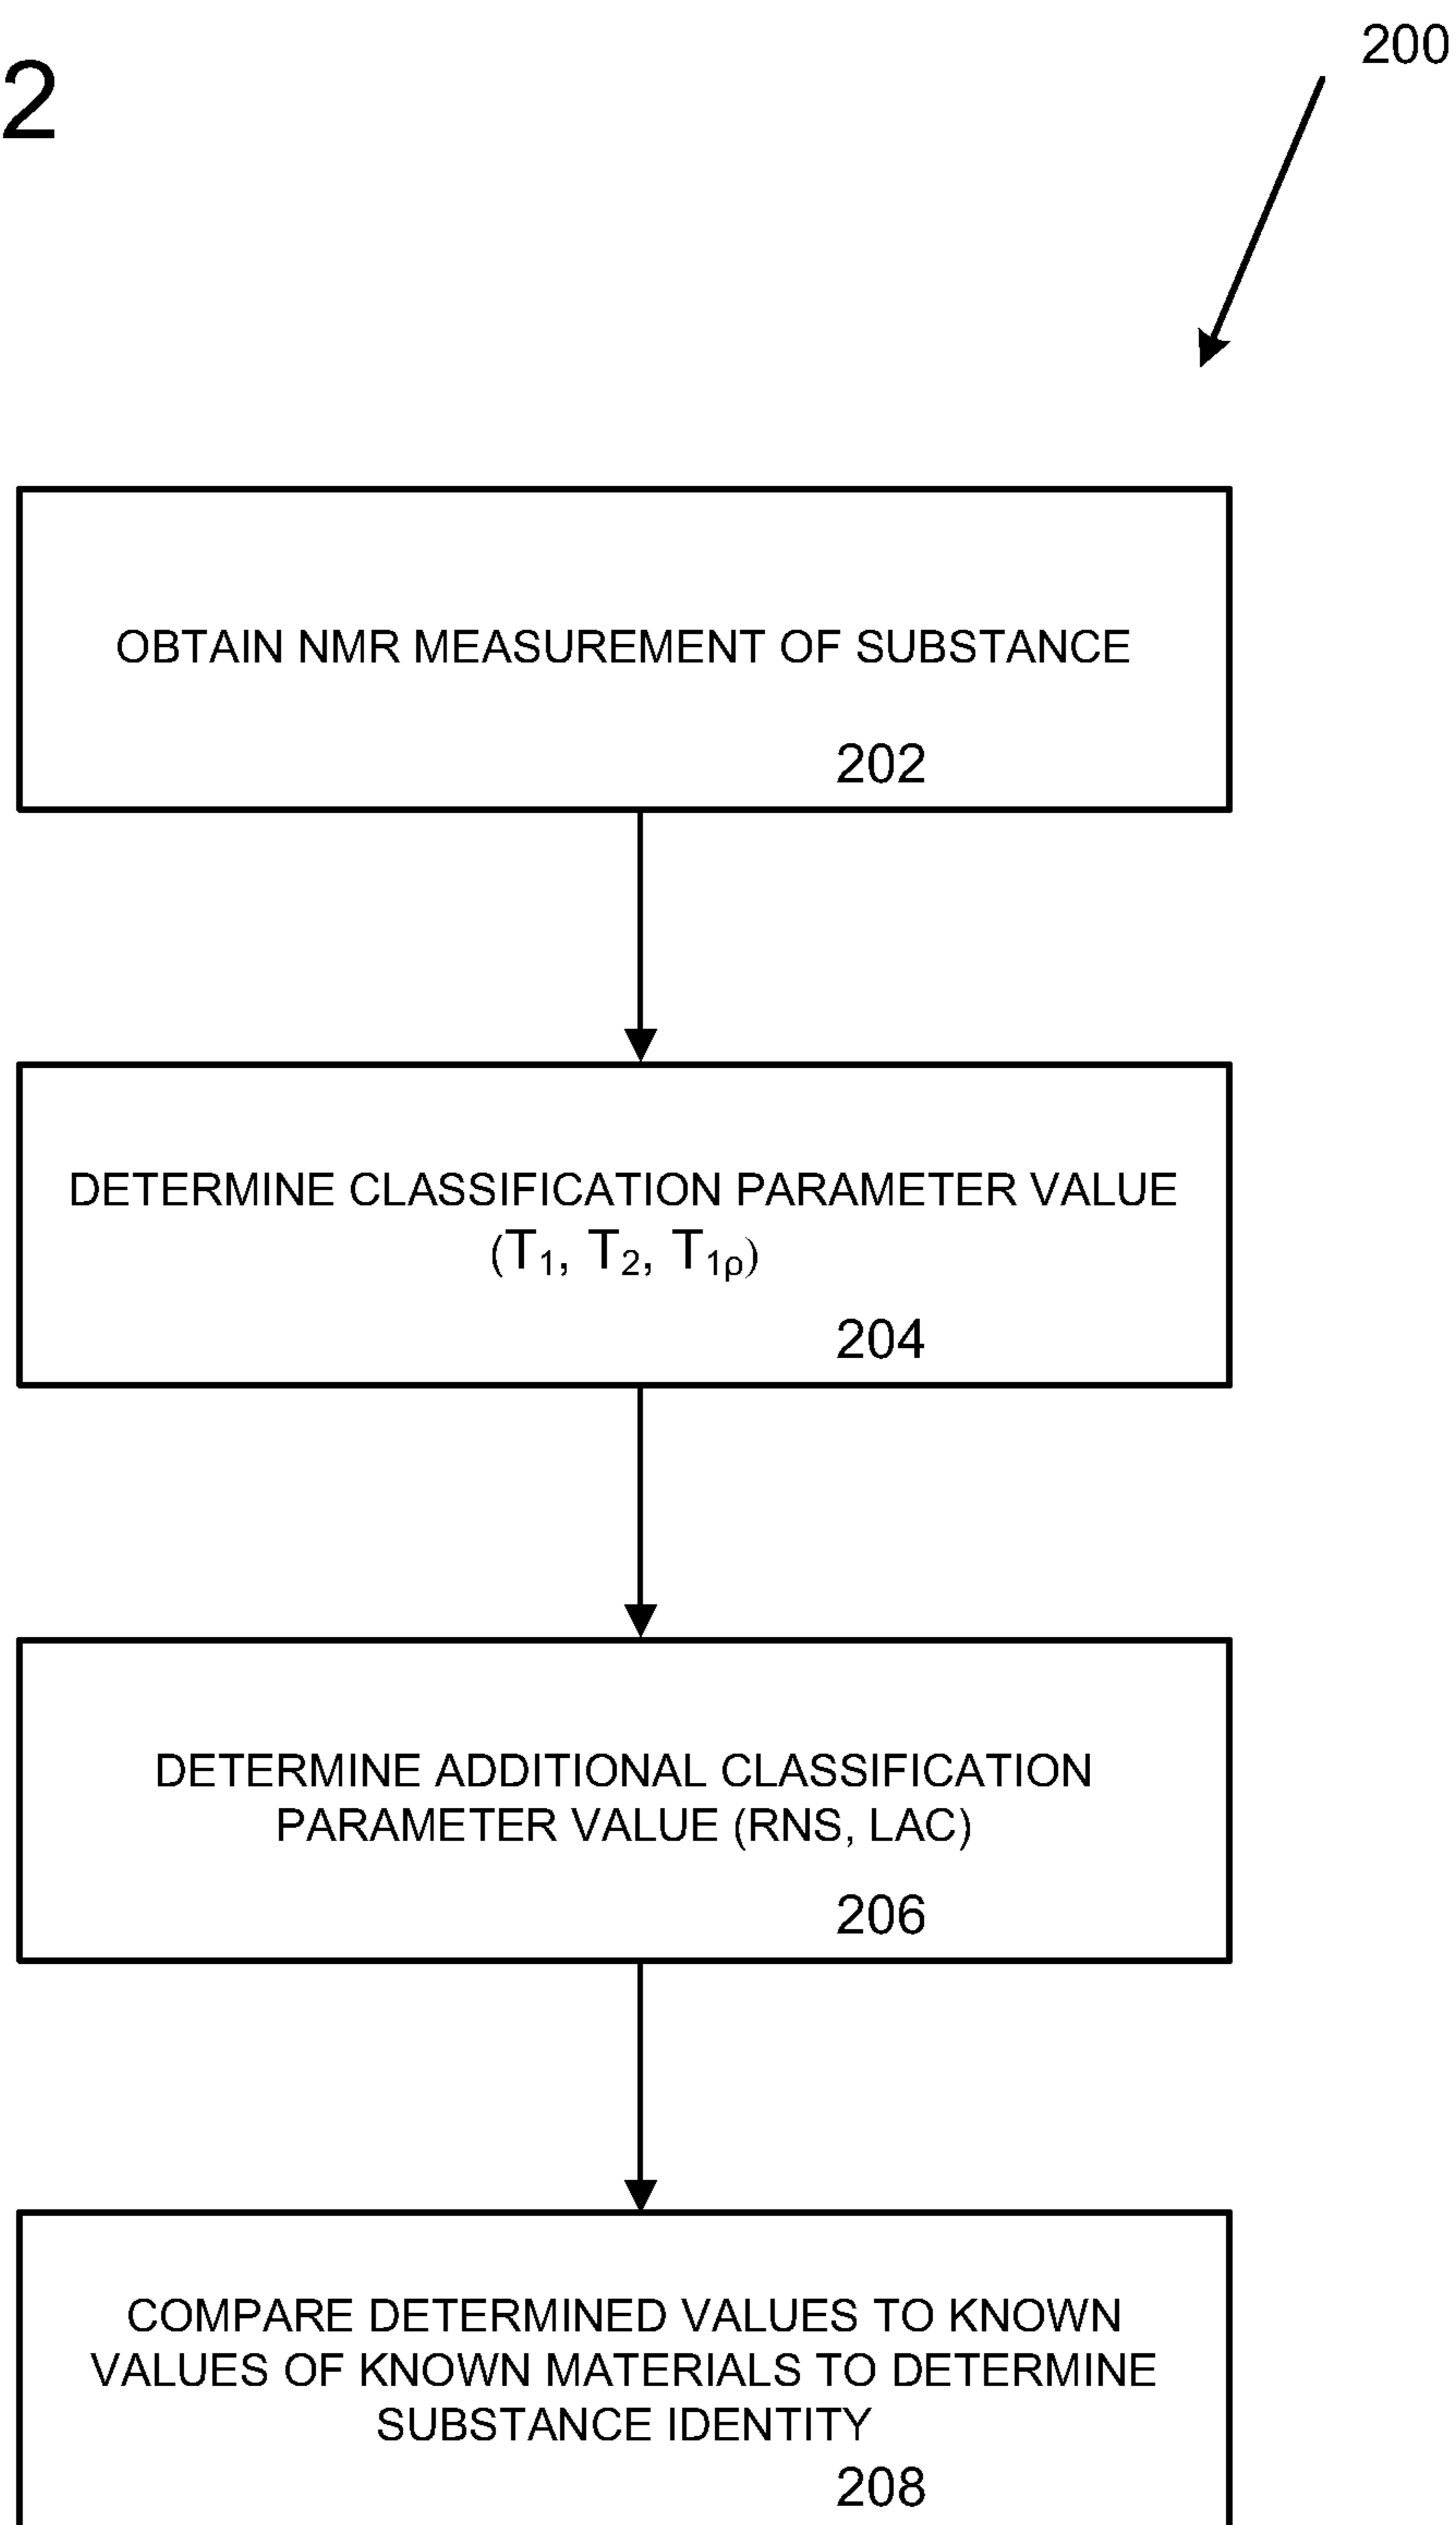 2
200
OBTAIN NMR MEASUREMENT OF SUBSTANCE
202
DETERMINE CLASSIFICATION PARAMETER VALUE
(T₁, T₂, T₁ᵨ)
204
DETERMINE ADDITIONAL CLASSIFICATION
PARAMETER VALUE (RNS, LAC)
206
COMPARE DETERMINED VALUES TO KNOWN
VALUES OF KNOWN MATERIALS TO DETERMINE
SUBSTANCE IDENTITY
208